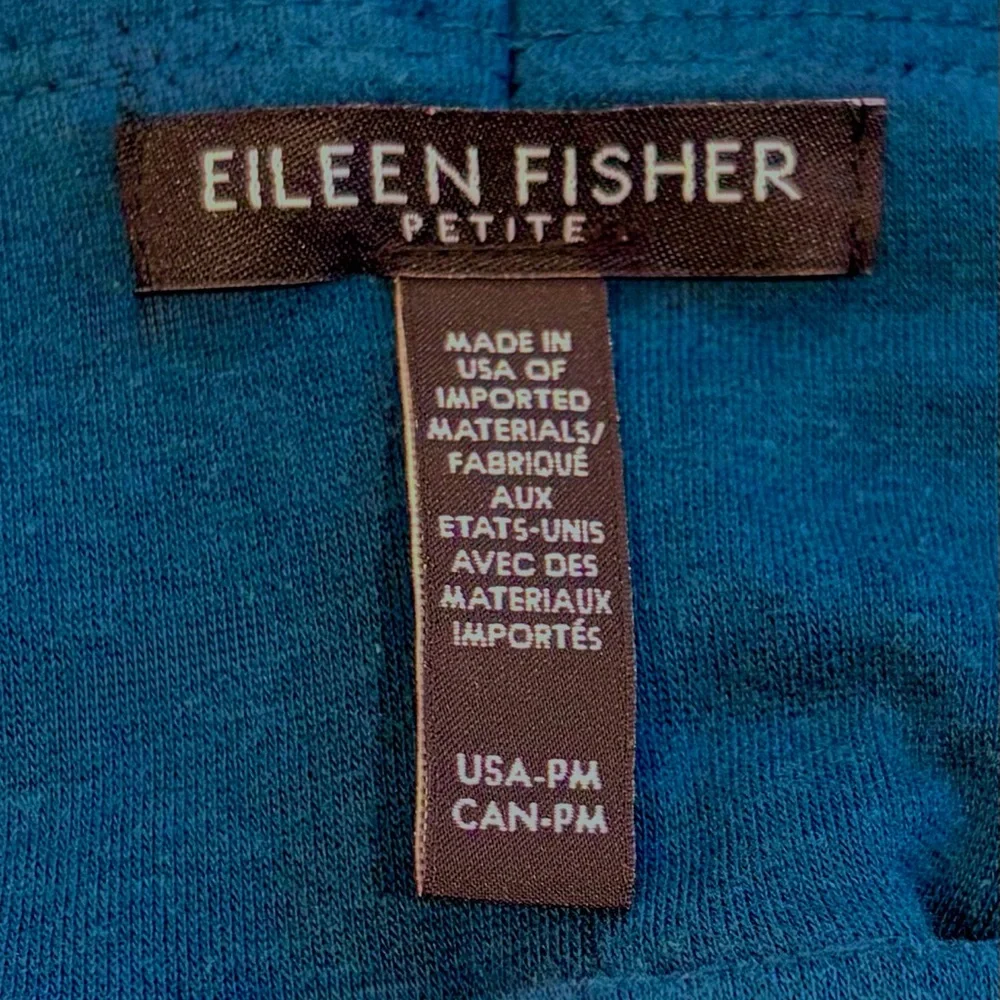 EILEEN FISHER
PETITE
MADE IN
USA OF
IMPORTED
MATERIALS/
FABRIQUÉ
AUX
ETATS-UNIS
AVEC DES
MATERIAUX
IMPORTÉS
USA-PM
CAN-PM